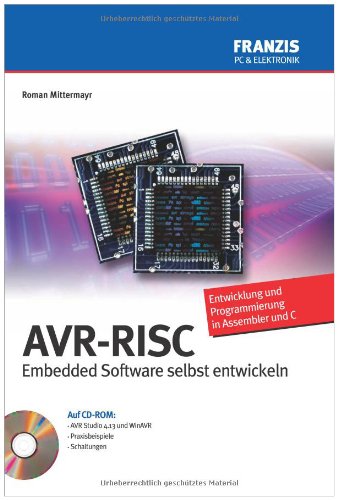 Urheberrechtlich geschütztes Material
FRANZIS
PC & ELEKTRONIK
Roman Mittermayr
Entwicklung und
Programmierung
in Assembler und C
AVR-RISC
Embedded Software selbst entwickeln
Auf CD-ROM:
- AVR Studio 4.13 und WinAVR
- Praxisbeispiele
- Schaltungen
Urheberrechtlich geschütztes Material